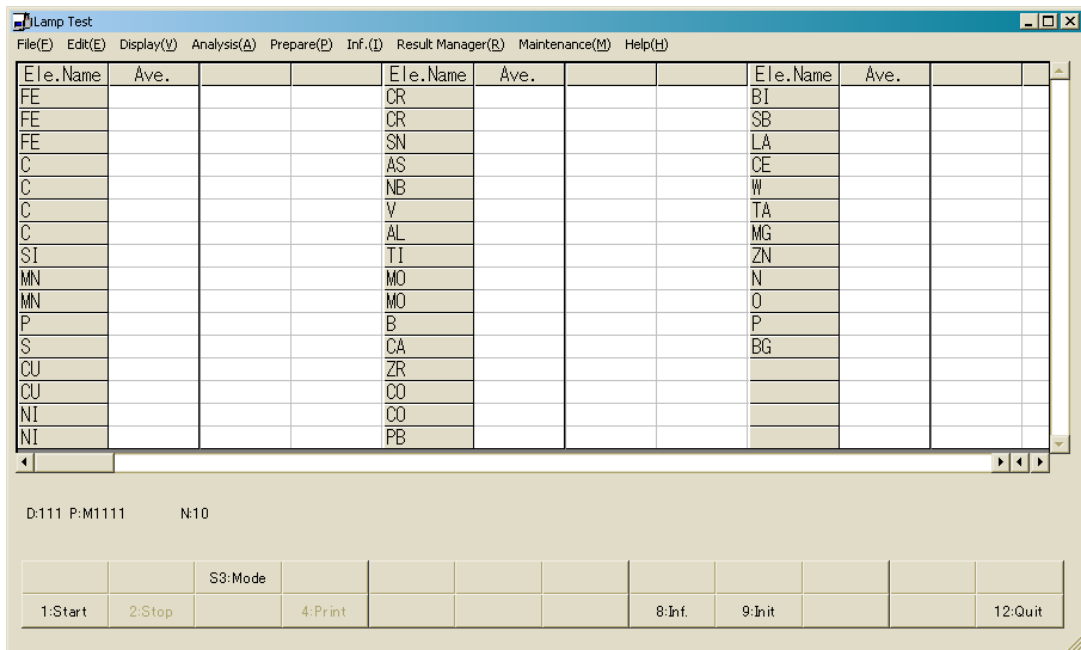 Lamp Test
File(F) Edit(E) Display(V) Analysis(A) Prepare(P) Inf.(I) Result Manager(R) Maintenance(M) Help(H)
Ele.Name Ave. Ele.Name Ave. Ele.Name Ave.
FE CR BI
FE CR SB
FE SN LA
C AS CE
C NB W
C V TA
C AL MG
SI TI ZN
MN MO N
MN MO O
P B P
S CA BG
CU ZR
CU CO
NI CO
NI PB
D:111 P:M1111 N:10
S3:Mode
1:Start 2:Stop 4:Print 8:Inf. 9:Init 12:Quit